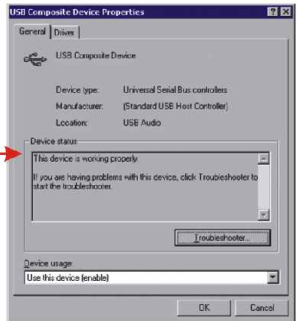 USB Composite Device Properties
General Driver
USB Composite Device
Device type: Universal Serial Bus controllers
Manufacturer: (Standard USB Host Controller)
Location: USB Audio
Device status
This device is working properly.
If you are having problems with this device, click Troubleshooter to
start the troubleshooter.
Troubleshooter...
Device usage:
Use this device (enable)
OK Cancel